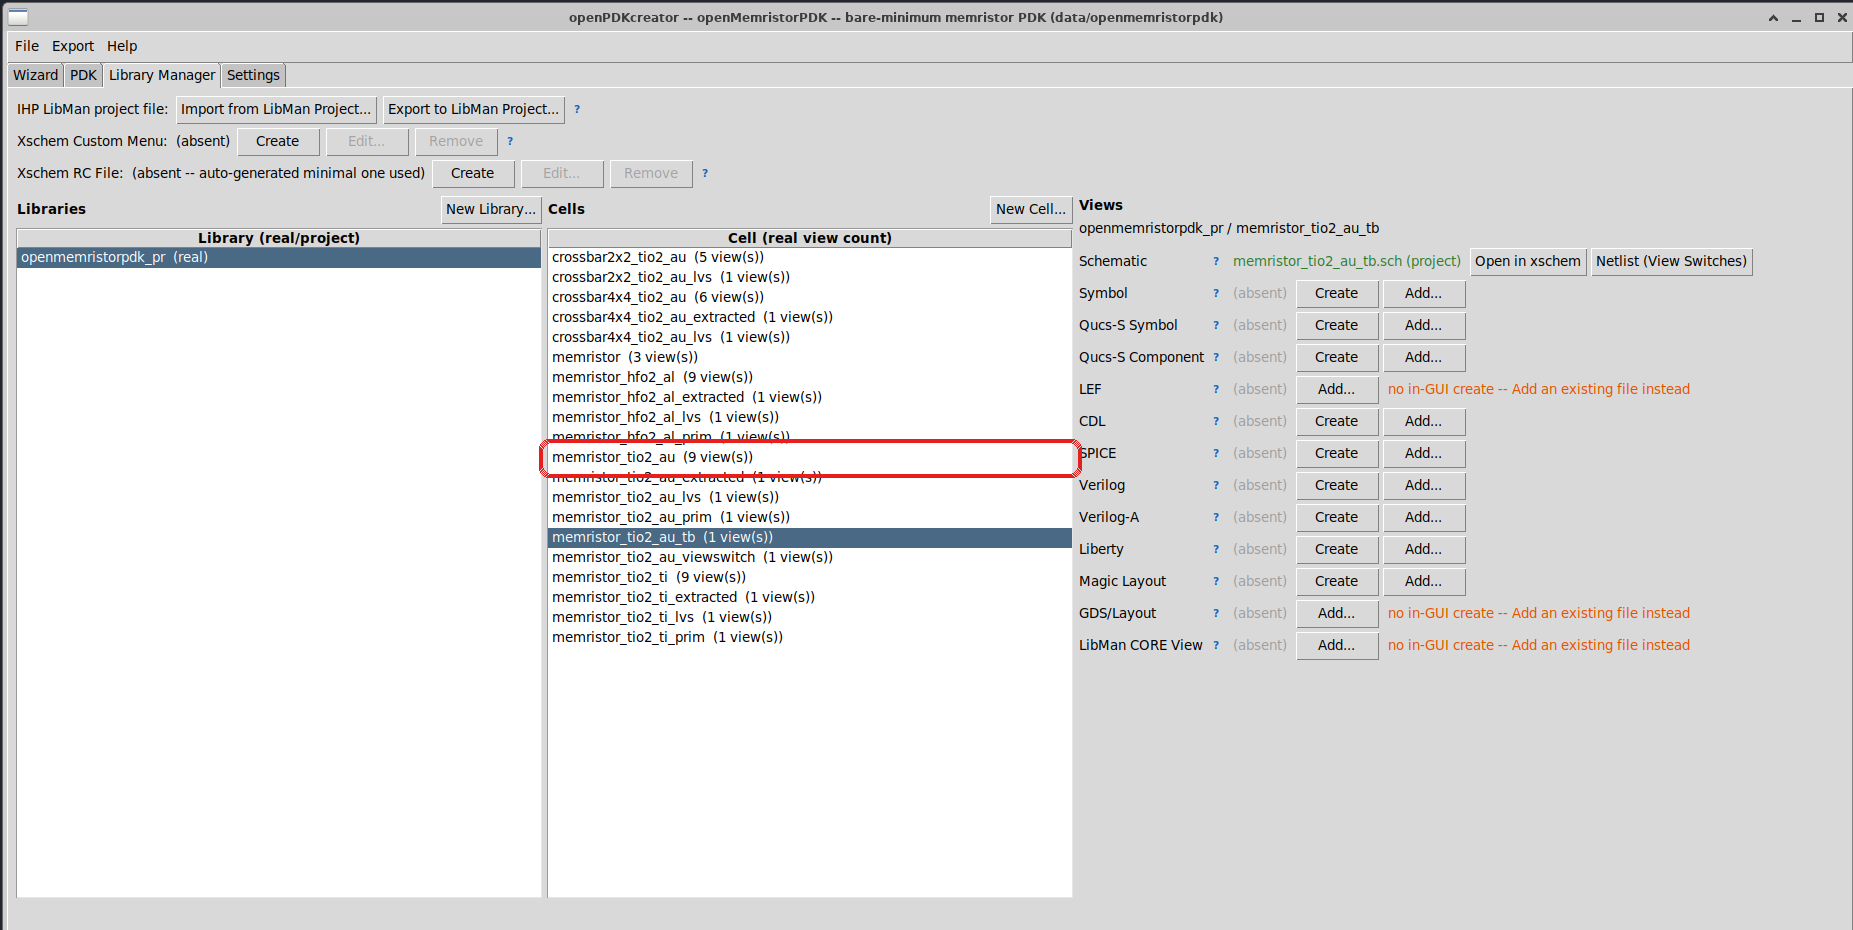 openPDKcreator -- openMemristorPDK -- bare-minimum memristor PDK (data/openmemristorpdk)
File Export Help
Wizard PDK Library Manager Settings
IHP LibMan project file: Import from LibMan Project... Export to LibMan Project... ?
Xschem Custom Menu: (absent) Create Edit... Remove ?
Xschem RC File: (absent -- auto-generated minimal one used) Create Edit... Remove ?
Libraries New Library...
Library (real/project)
openmemristorpdk_pr (real)
Cells New Cell...
Cell (real view count)
crossbar2x2_tio2_au (5 view(s))
crossbar2x2_tio2_au_lvs (1 view(s))
crossbar4x4_tio2_au (6 view(s))
crossbar4x4_tio2_au_extracted (1 view(s))
crossbar4x4_tio2_au_lvs (1 view(s))
memristor (3 view(s))
memristor_hfo2_al (9 view(s))
memristor_hfo2_al_extracted (1 view(s))
memristor_hfo2_al_lvs (1 view(s))
memristor_hfo2_al_prim (1 view(s))
memristor_tio2_au (9 view(s))
memristor_tio2_au_extracted (1 view(s))
memristor_tio2_au_lvs (1 view(s))
memristor_tio2_au_prim (1 view(s))
memristor_tio2_au_tb (1 view(s))
memristor_tio2_au_viewswitch (1 view(s))
memristor_tio2_ti (9 view(s))
memristor_tio2_ti_extracted (1 view(s))
memristor_tio2_ti_lvs (1 view(s))
memristor_tio2_ti_prim (1 view(s))
Views
openmemristorpdk_pr / memristor_tio2_au_tb
Schematic ? memristor_tio2_au_tb.sch (project) Open in xschem Netlist (View Switches)
Symbol ? (absent) Create Add...
Qucs-S Symbol ? (absent) Create Add...
Qucs-S Component ? (absent) Create Add...
LEF ? (absent) Add... no in-GUI create -- Add an existing file instead
CDL ? (absent) Create Add...
SPICE ? (absent) Create Add...
Verilog ? (absent) Create Add...
Verilog-A ? (absent) Create Add...
Liberty ? (absent) Create Add...
Magic Layout ? (absent) Create Add...
GDS/Layout ? (absent) Add... no in-GUI create -- Add an existing file instead
LibMan CORE View ? (absent) Add... no in-GUI create -- Add an existing file instead